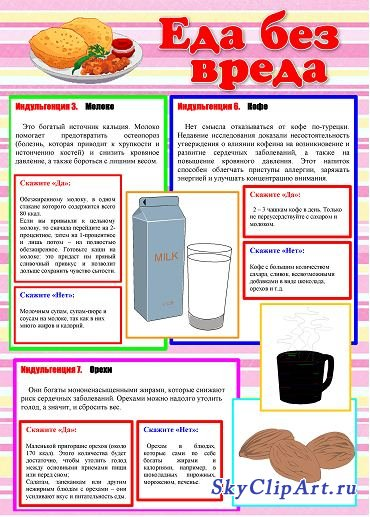 Еда без
вреда
Индульгенция 3. Молоко
Это богатый источник кальция. Молоко
помогает предотвратить остеопороз
(болезнь, которая приводит к хрупкости и
истончению костей) и снизить кровяное
давление, а также бороться с лишним весом.
Скажите «Да»:
Обезжиренному молоку, в одном
стакане которого содержится всего
80 ккал.
Если вы привыкли к цельному
молоку, то сначала перейдите на 2-
процентное, затем на 1-процентное
и лишь потом – на полностью
обезжиренное. Готовьте каши на
молоке: это придаст им пряный
сливочный привкус и позволит
дольше сохранить чувство сытости.
Скажите «Нет»:
Молочным супам, супам-пюре и
соусам на молоке, так как в них
много жиров и калорий.
MILK
Индульгенция 6. Кофе
Нет смысла отказываться от кофе по-турецки.
Недавние исследования доказали несостоятельность
утверждения о влиянии кофеина на возникновение и
развитие сердечных заболеваний, а также на
повышение кровяного давления. Этот напиток
способен облегчать приступы аллергии, заряжать
энергией и улучшать концентрацию внимания.
Скажите «Да»:
2 – 3 чашкам кофе в день. Только
не переусердствуйте с сахаром и
молоком.
Скажите «Нет»:
Кофе с большим количеством
сахара, сливок, всевозможными
добавками в виде шоколада,
орехов и т.д.
Индульгенция 7. Орехи
Они богаты мононенасыщенными жирами, которые снижают
риск сердечных заболеваний. Орехами можно надолго утолить
голод, а значит, и сбросить вес.
Скажите «Да»:
Маленькой пригоршне орехов (около
170 ккал). Этого количества будет
достаточно, чтобы утолить голод
между основными приемами пищи
или перед сном;
Салатам, запеканкам или другим
нежирным блюдам с орехами – они
усиливают вкус и питательность еды.
Скажите «Нет»:
Орехам в блюдах,
которые сами по себе
богаты жирами и
калориями, например, в
шоколадных пирожных,
мороженом, печенье.
SkyClipArt.ru